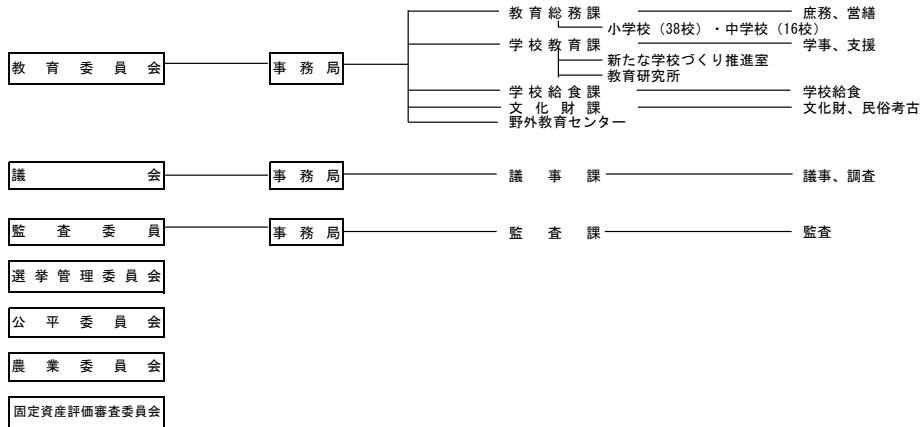 教育総務課 庶務、営繕
小学校（38校）・中学校（16校）
学校教育課 学事、支援
教育委員会 事務局
新たな学校づくり推進室
教育研究所
学校給食課 学校給食
文化財課 文化財、民俗考古
野外教育センター
議会 事務局 議事課 議事、調査
監査委員 事務局 監査課 監査
選挙管理委員会
公平委員会
農業委員会
固定資産評価審査委員会